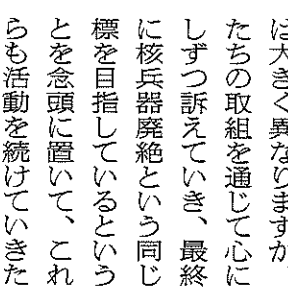 は大きく異なりますが、
たちの取組を通じて心に
しずつ訴えていき、最終
に核兵器廃絶という同じ
標を目指しているという
とを念頭に置いて、これ
らも活動を続けていきた